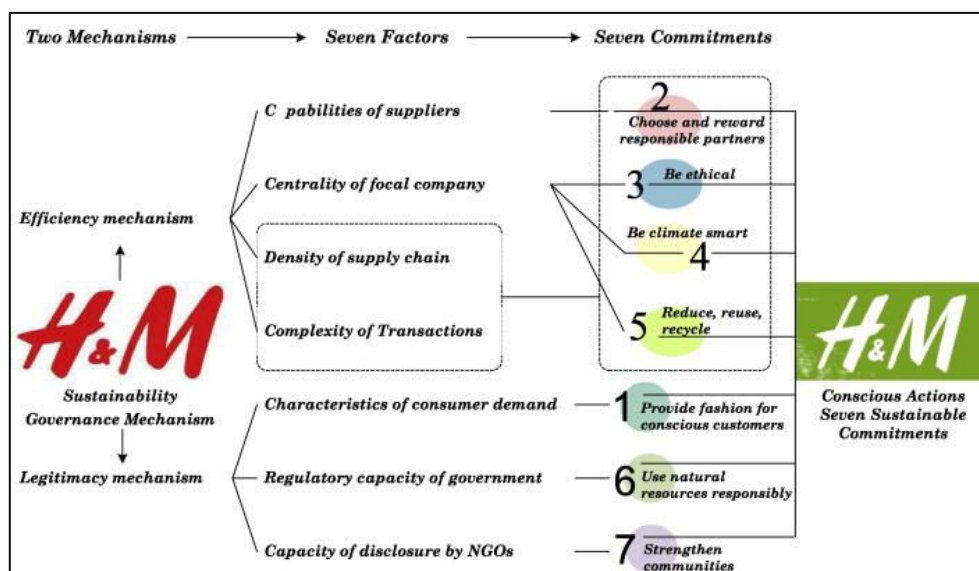 Two Mechanisms
Seven Factors
Seven Commitments
C pabilities of suppliers
2
Choose and reward
responsible partners
Centrality of focal company
3
Be ethical
Efficiency mechanism
Be climate smart
4
Density of supply chain
Complexity of Transactions
5
Reduce, reuse,
recycle
H&M
H&M
Sustainability
Governance Mechanism
Conscious Actions
Seven Sustainable
Commitments
Characteristics of consumer demand
1
Provide fashion for
conscious customers
Legitimacy mechanism
Regulatory capacity of government
6
Use natural
resources responsibly
Capacity of disclosure by NGOs
7
Strengthen
communities